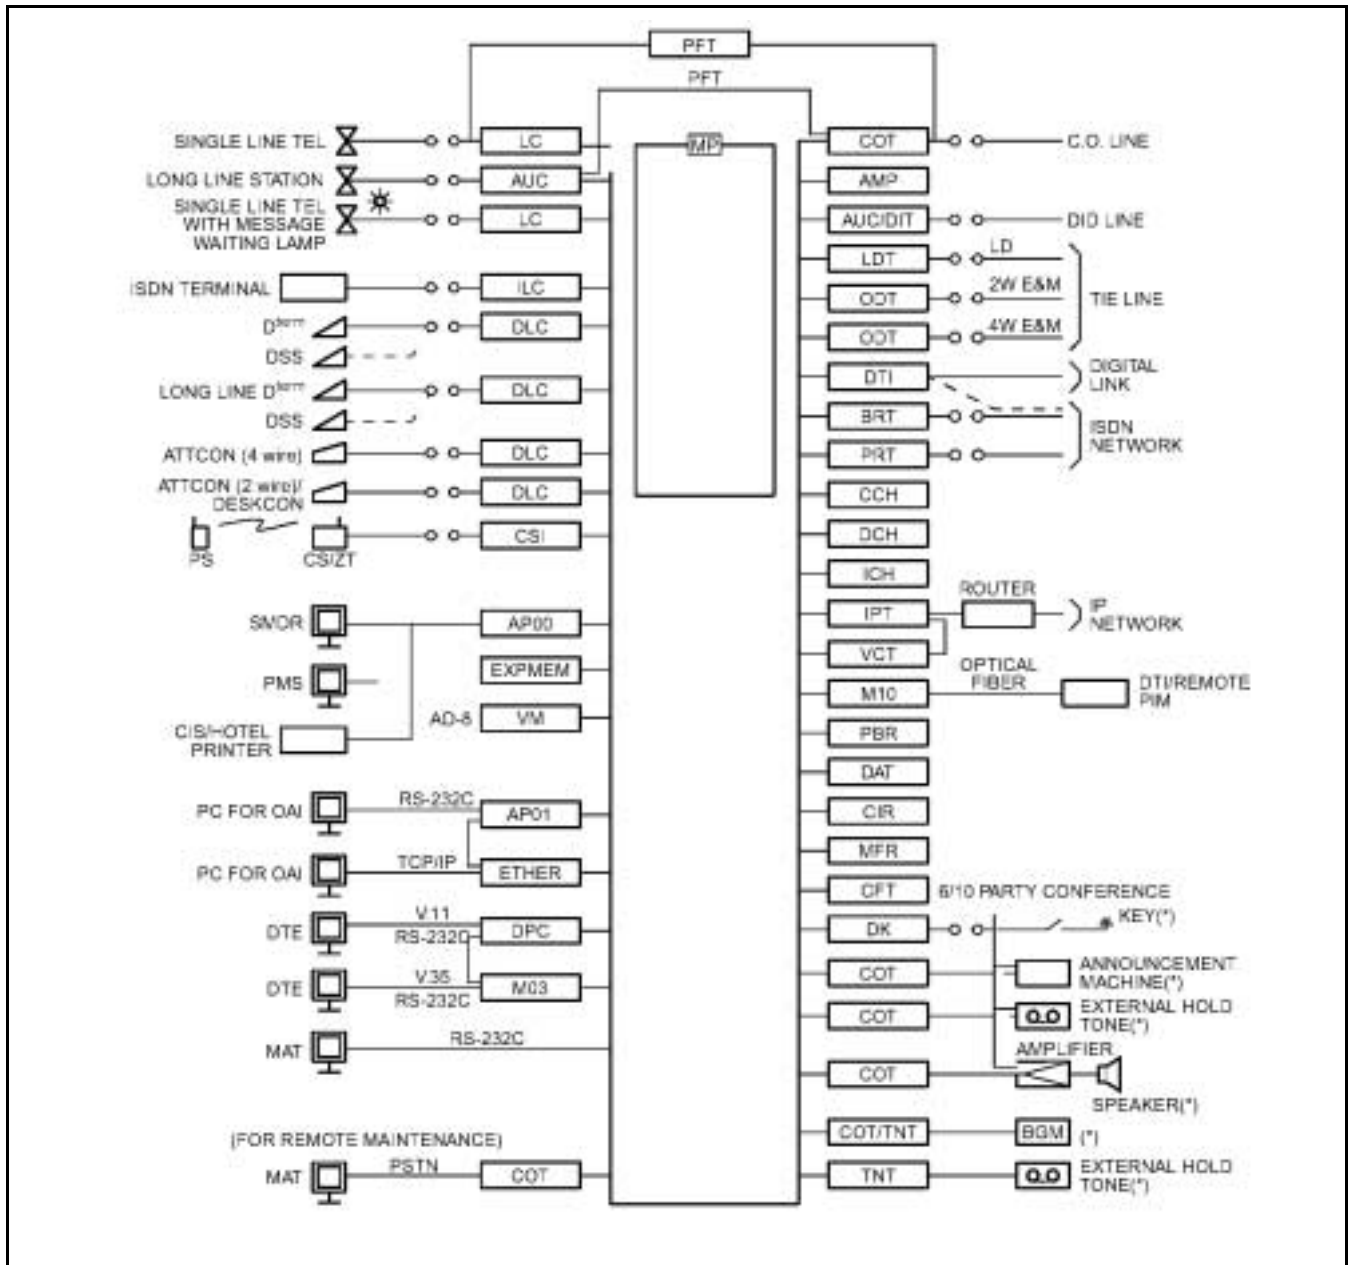 PFT
PFT
SINGLE LINE TEL
LC
MP
COT
C.O. LINE
LONG LINE STATION
AUC
AMP
SINGLE LINE TEL
WITH MESSAGE
WAITING LAMP
LC
AUC/DIT
DID LINE
LDT
LD
ISDN TERMINAL
ILC
ODT
2W E&M
TIE LINE
Dterm
DLC
ODT
4W E&M
DSS
DTI
DIGITAL
LINK
LONG LINE Dterm
DLC
BRT
ISDN
NETWORK
DSS
ATTCON (4 wire)
DLC
PRT
ATTCON (2 wire)/
DESKCON
DLC
CCH
PS
CS/ZT
CSI
DCH
ICH
SMDR
AP00
IPT
ROUTER
IP
NETWORK
EXPMEM
VCT
PMS
OPTICAL
FIBER
M10
DTI/REMOTE
PIM
AD-8
VM
CIS/HOTEL
PRINTER
PBR
DAT
PC FOR OAI
RS-232C
AP01
CIR
MFR
PC FOR OAI
TCP/IP
ETHER
CFT
6/10 PARTY CONFERENCE
DTE
V.11
RS-232C
DPC
DK
KEY(*)
COT
ANNOUNCEMENT
MACHINE(*)
DTE
V.35
RS-232C
M03
COT
EXTERNAL HOLD
TONE(*)
MAT
RS-232C
COT
AMPLIFIER
SPEAKER(*)
(FOR REMOTE MAINTENANCE)
COT/TNT
BGM
(*)
MAT
PSTN
COT
TNT
EXTERNAL HOLD
TONE(*)